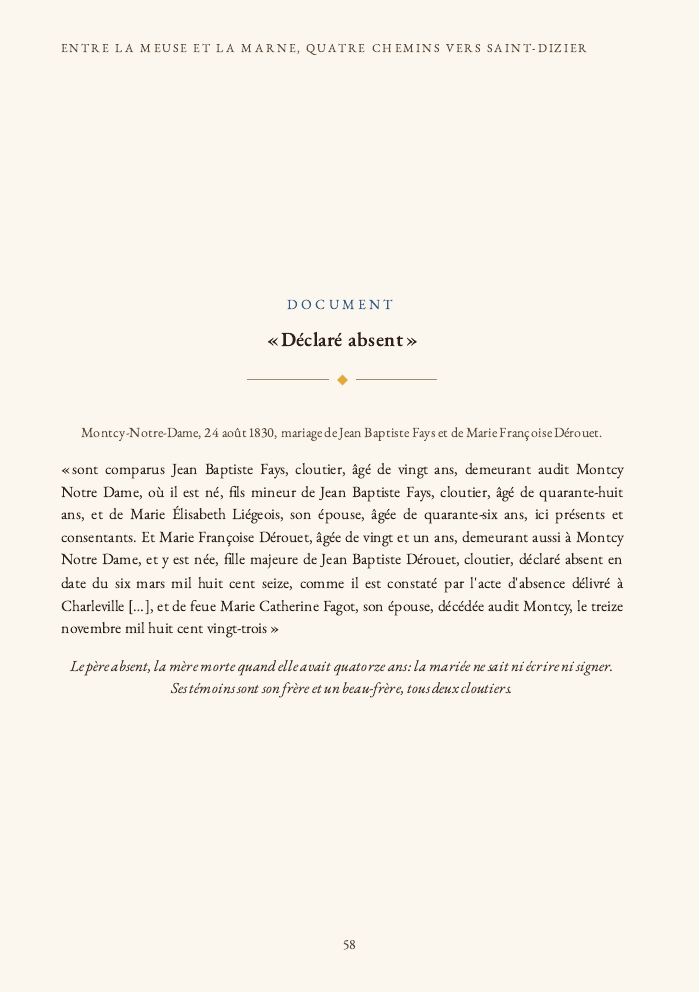 ENTRE LA MEUSE ET LA MARNE, QUATRE CHEMINS VERS SAINT-DIZIER
DOCUMENT
« Déclaré absent »
Montcy-Notre-Dame, 24 août 1830, mariage de Jean Baptiste Fays et de Marie Françoise Dérouet.
« sont comparus Jean Baptiste Fays, cloutier, âgé de vingt ans, demeurant audit Montcy
Notre Dame, où il est né, fils mineur de Jean Baptiste Fays, cloutier, âgé de quarante-huit
ans, et de Marie Élisabeth Liégeois, son épouse, âgée de quarante-six ans, ici présents et
consentants. Et Marie Françoise Dérouet, âgée de vingt et un ans, demeurant aussi à Montcy
Notre Dame, et y est née, fille majeure de Jean Baptiste Dérouet, cloutier, déclaré absent en
date du six mars mil huit cent seize, comme il est constaté par l'acte d'absence délivré à
Charleville [...], et de feue Marie Catherine Fagot, son épouse, décédée audit Montcy, le treize
novembre mil huit cent vingt-trois »
Le père absent, la mère morte quand elle avait quatorze ans : la mariée ne sait ni écrire ni signer.
Ses témoins sont son frère et un beau-frère, tous deux cloutiers.
58